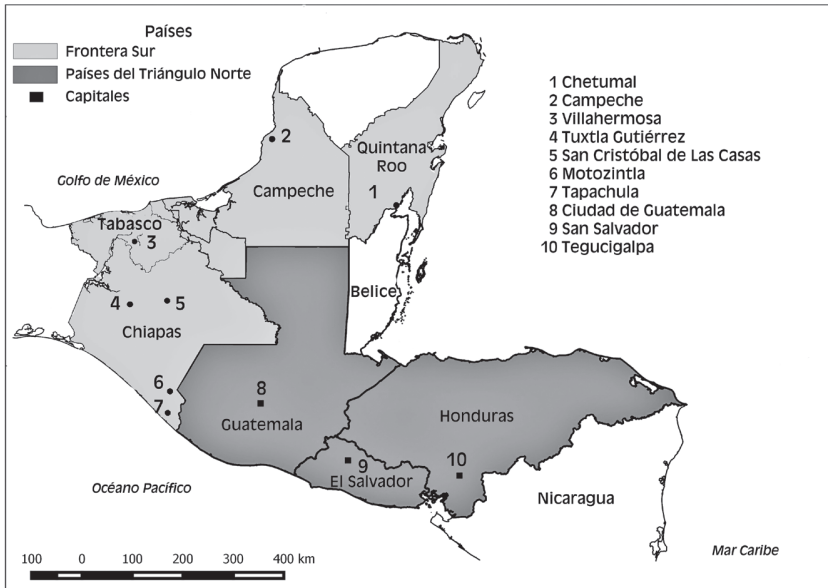 Países
Frontera Sur
Países del Triángulo Norte
Capitales
1 Chetumal
2 Campeche
3 Villahermosa
4 Tuxtla Gutiérrez
5 San Cristóbal de Las Casas
6 Motozintla
7 Tapachula
8 Ciudad de Guatemala
9 San Salvador
10 Tegucigalpa
2
Quintana
Roo
Golfo de México
Campeche
1
Tabasco
3
Belice
4
5
Chiapas
6
7
8
Guatemala
Honduras
9
10
El Salvador
Océano Pacífico
Nicaragua
Mar Caribe
100 0 100 200 300 400 km